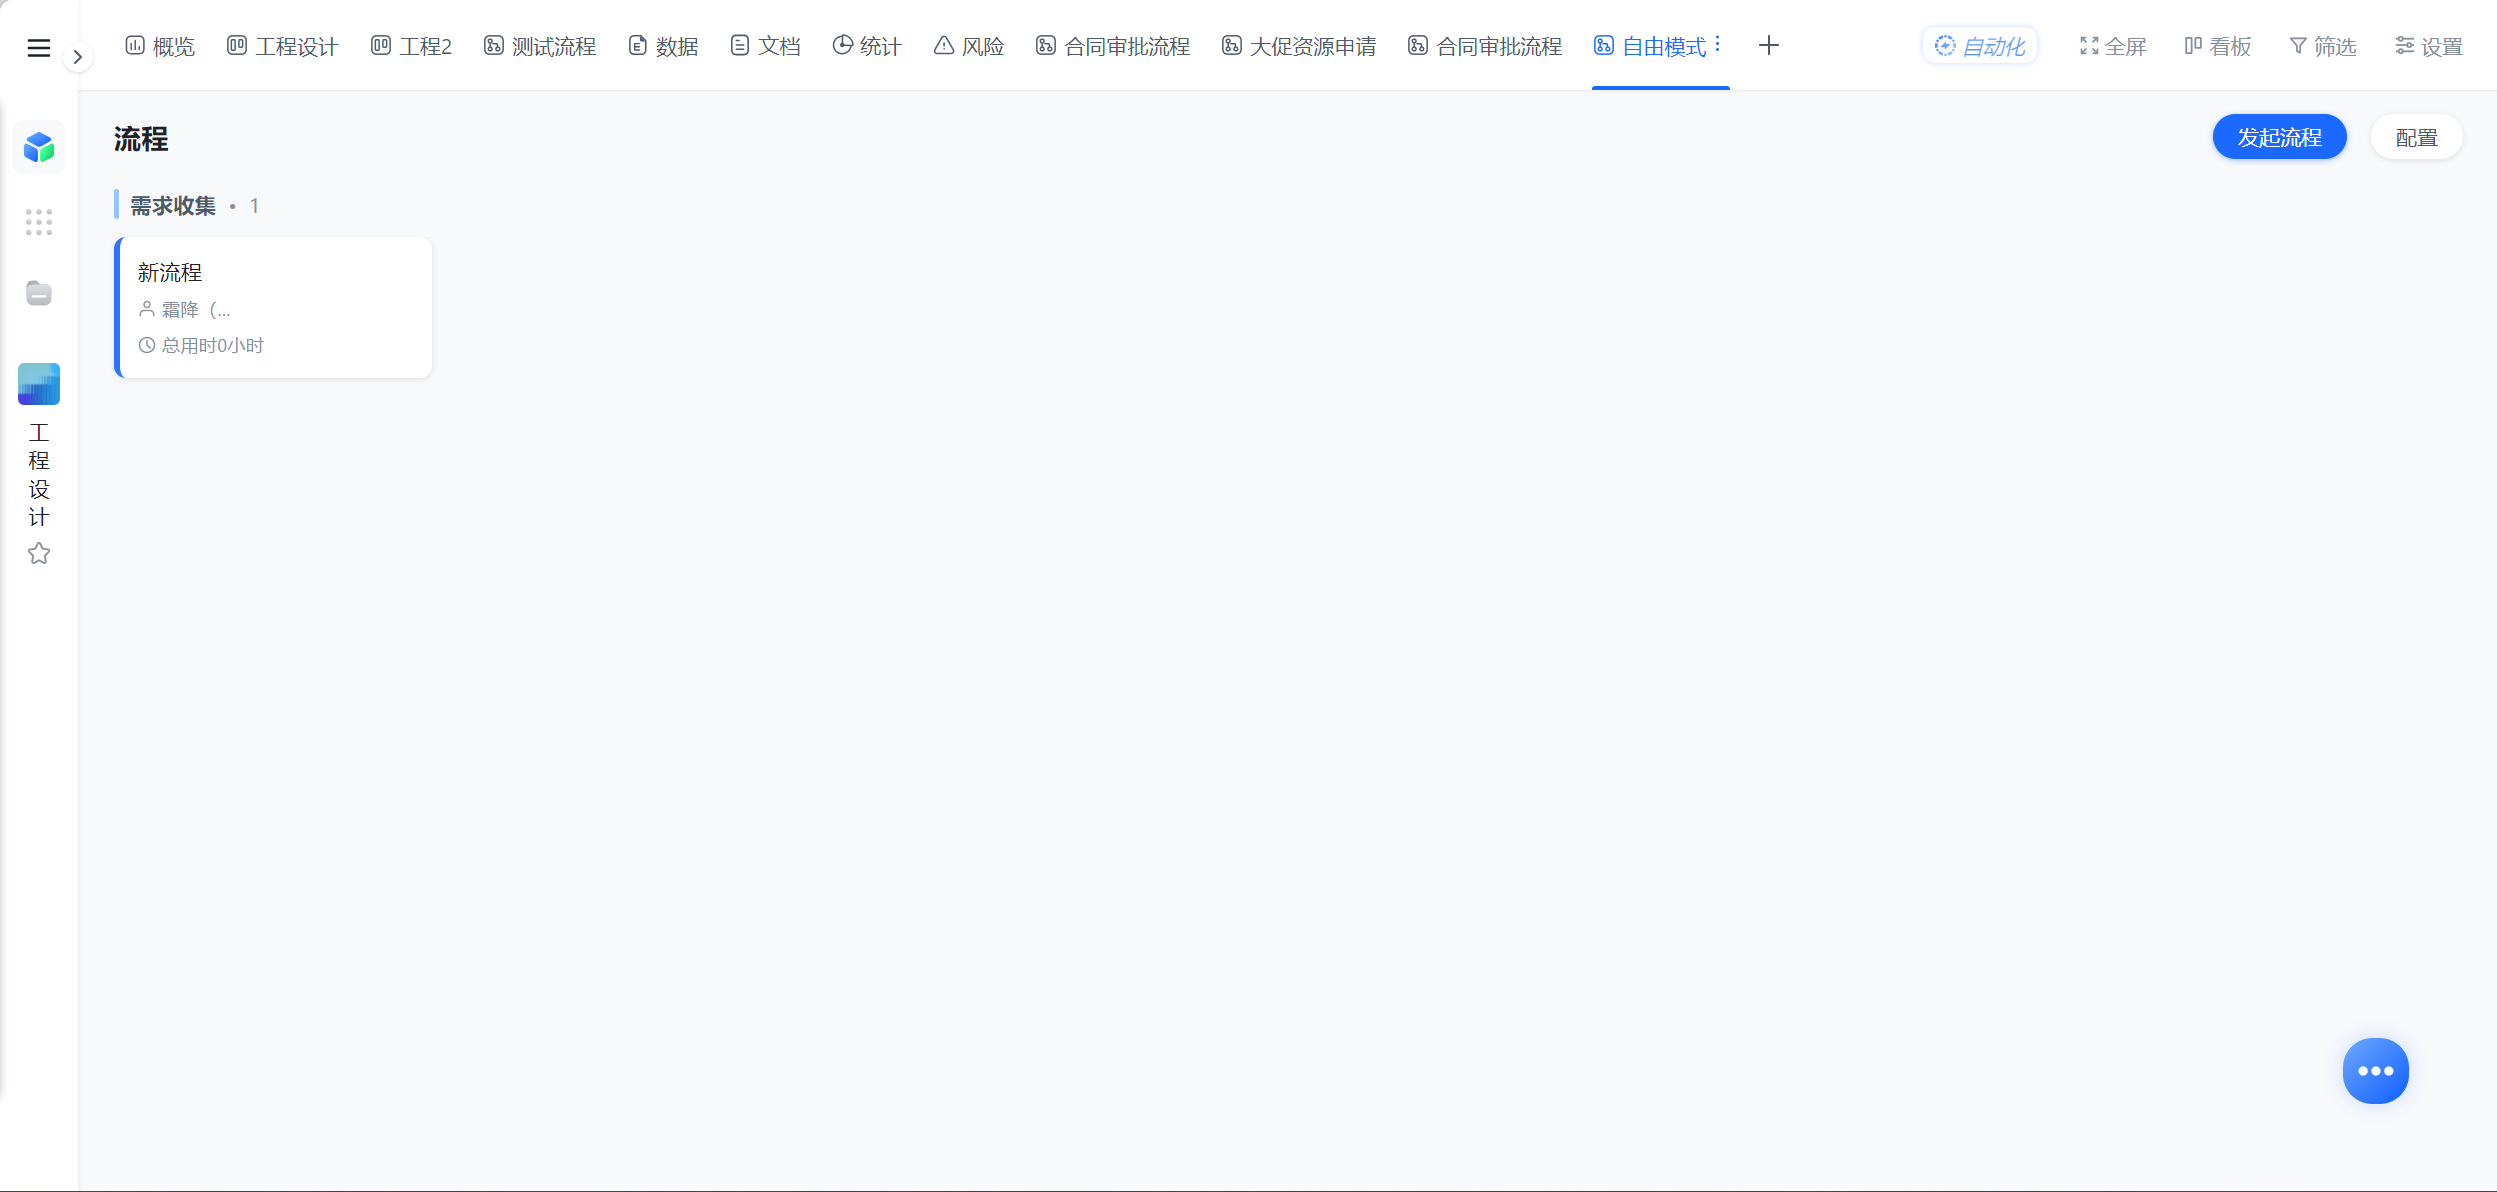 概览 工程设计 工程2 测试流程 数据 文档 统计 风险 合同审批流程 大促资源申请 合同审批流程 自由模式 自动化 全屏 看板 筛选 设置
流程 发起流程 配置
需求收集 • 1
新流程
霜降（...
总用时0小时
工
程
设
计